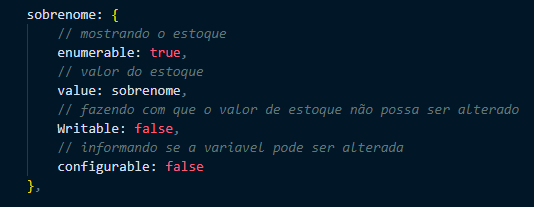 sobrenome: {
// mostrando o estoque
enumerable: true,
// valor do estoque
value: sobrenome,
// fazendo com que o valor de estoque não possa ser alterado
Writable: false,
// informando se a variavel pode ser alterada
configurable: false
},